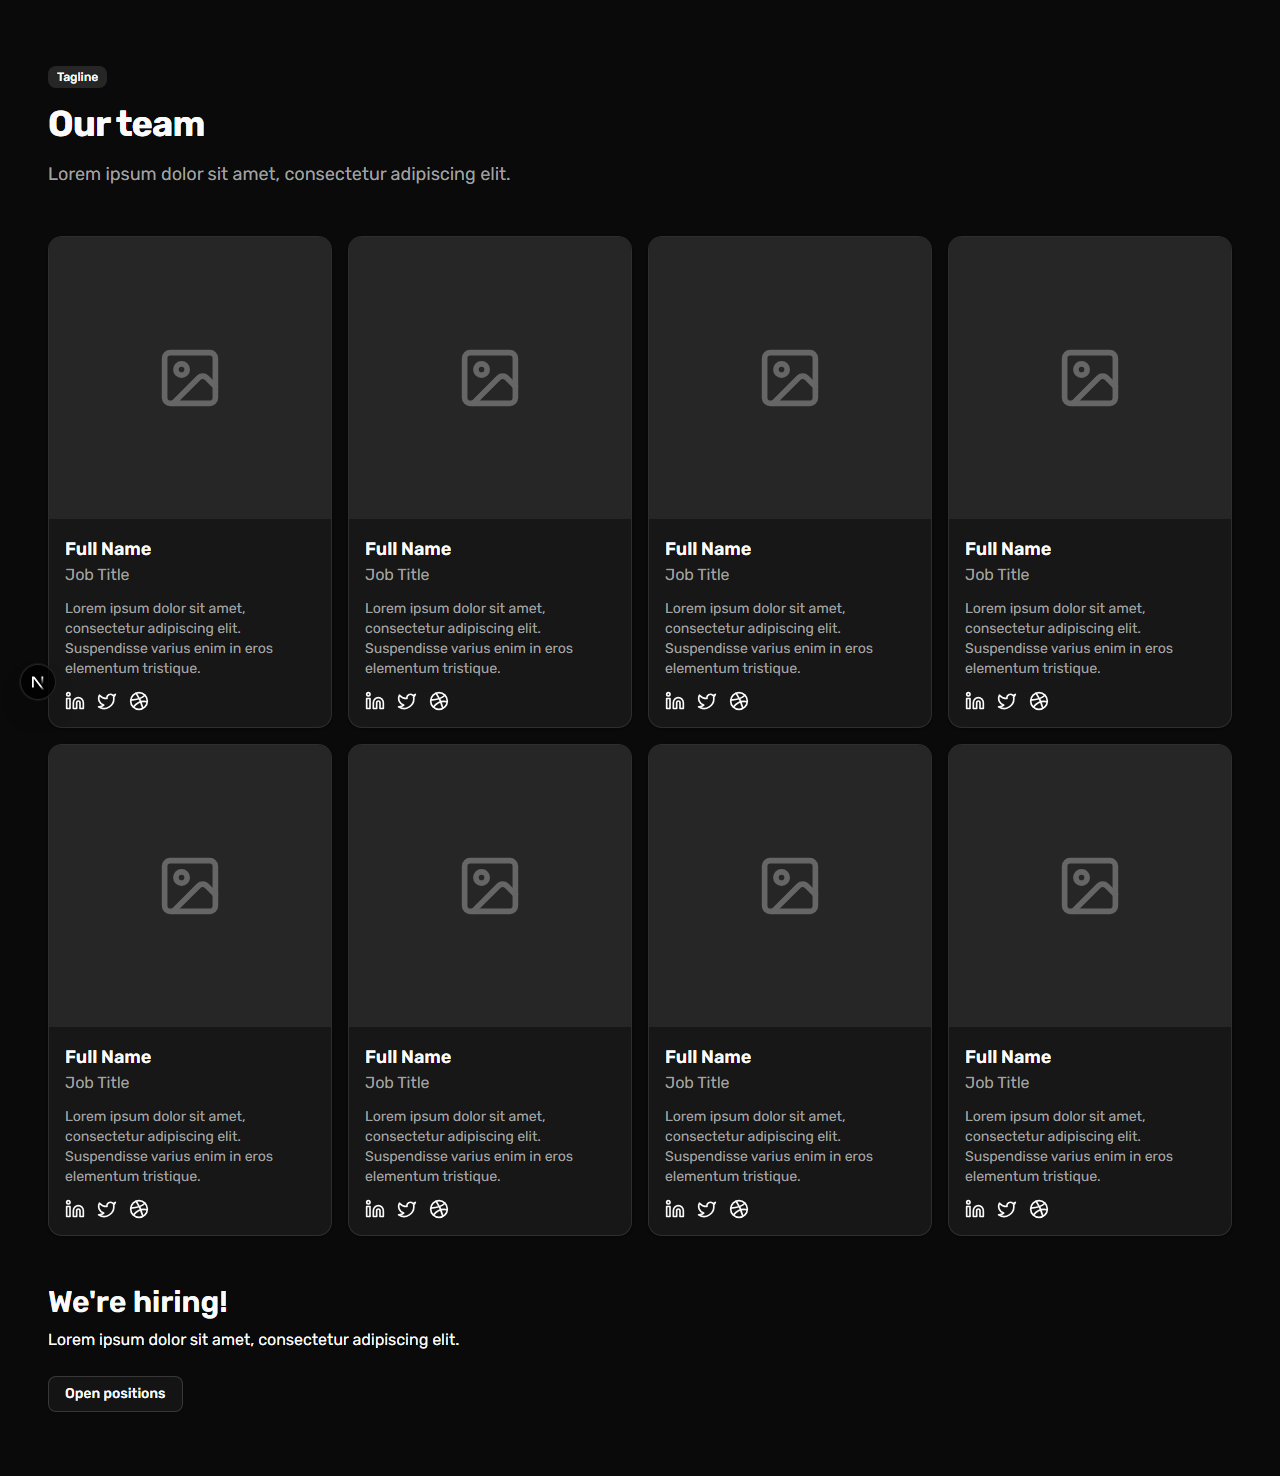 Tagline
Our team
Lorem ipsum dolor sit amet, consectetur adipiscing elit.
Full Name
Job Title
Lorem ipsum dolor sit amet,
consectetur adipiscing elit.
Suspendisse varius enim in eros
elementum tristique.
Full Name
Job Title
Lorem ipsum dolor sit amet,
consectetur adipiscing elit.
Suspendisse varius enim in eros
elementum tristique.
Full Name
Job Title
Lorem ipsum dolor sit amet,
consectetur adipiscing elit.
Suspendisse varius enim in eros
elementum tristique.
Full Name
Job Title
Lorem ipsum dolor sit amet,
consectetur adipiscing elit.
Suspendisse varius enim in eros
elementum tristique.
Full Name
Job Title
Lorem ipsum dolor sit amet,
consectetur adipiscing elit.
Suspendisse varius enim in eros
elementum tristique.
Full Name
Job Title
Lorem ipsum dolor sit amet,
consectetur adipiscing elit.
Suspendisse varius enim in eros
elementum tristique.
Full Name
Job Title
Lorem ipsum dolor sit amet,
consectetur adipiscing elit.
Suspendisse varius enim in eros
elementum tristique.
Full Name
Job Title
Lorem ipsum dolor sit amet,
consectetur adipiscing elit.
Suspendisse varius enim in eros
elementum tristique.
We're hiring!
Lorem ipsum dolor sit amet, consectetur adipiscing elit.
Open positions